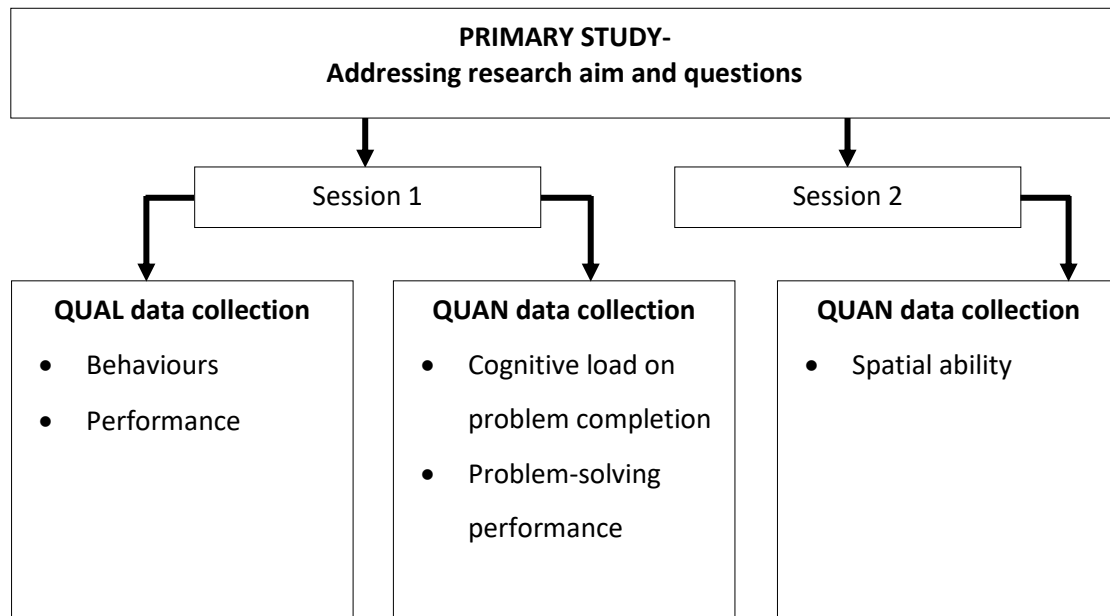 PRIMARY STUDY-
Addressing research aim and questions
Session 1
Session 2
QUAL data collection
• Behaviours
• Performance
QUAN data collection
• Cognitive load on
problem completion
• Problem-solving
performance
QUAN data collection
• Spatial ability